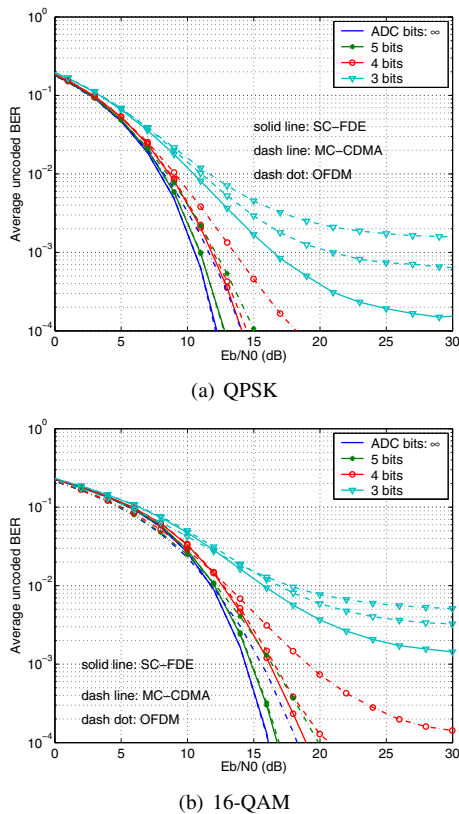 10^0
10^-1
10^-2
10^-3
10^-4
Average uncoded BER
ADC bits: ∞
5 bits
4 bits
3 bits
solid line: SC-FDE
dash line: MC-CDMA
dash dot: OFDM
0 5 10 15 20 25 30
Eb/N0 (dB)
(a) QPSK
10^0
10^-1
10^-2
10^-3
10^-4
Average uncoded BER
ADC bits: ∞
5 bits
4 bits
3 bits
solid line: SC-FDE
dash line: MC-CDMA
dash dot: OFDM
0 5 10 15 20 25 30
Eb/N0 (dB)
(b) 16-QAM